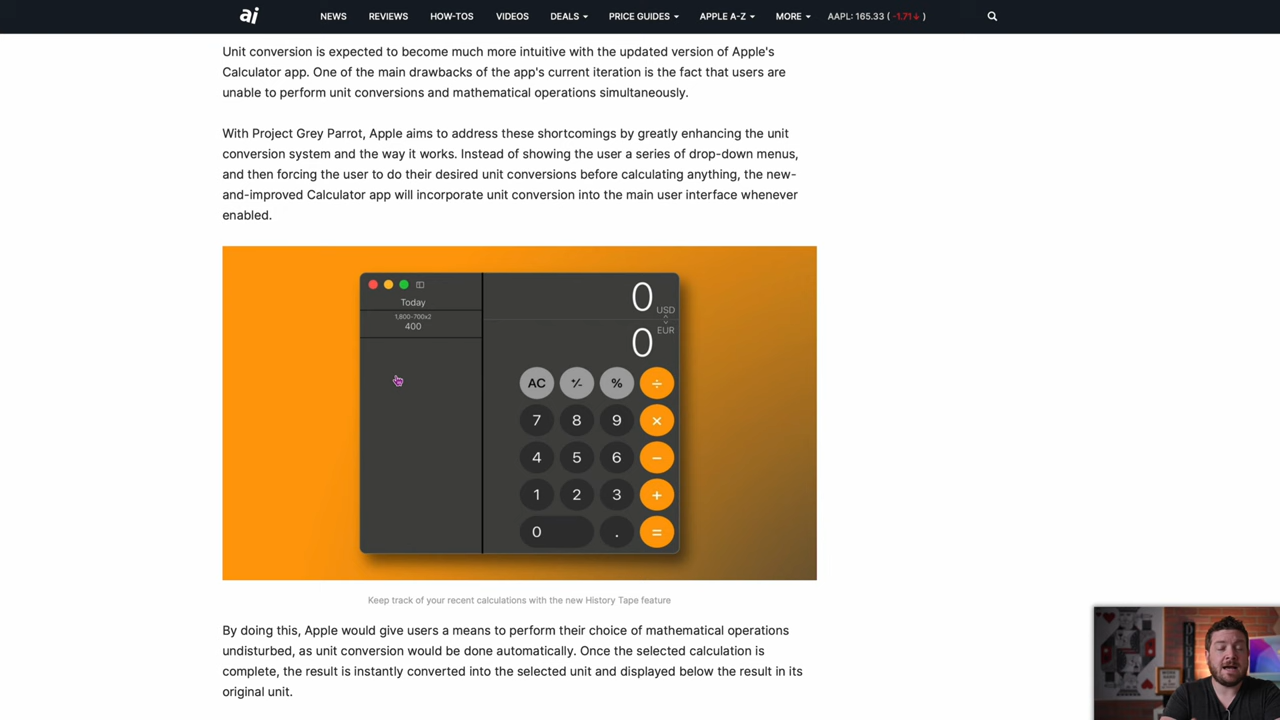 ai NEWS REVIEWS HOW-TOS VIDEOS DEALS PRICE GUIDES APPLE A-Z MORE AAPL: 165.33 ( -1.71↓ )
Unit conversion is expected to become much more intuitive with the updated version of Apple's
Calculator app. One of the main drawbacks of the app's current iteration is the fact that users are
unable to perform unit conversions and mathematical operations simultaneously.
With Project Grey Parrot, Apple aims to address these shortcomings by greatly enhancing the unit
conversion system and the way it works. Instead of showing the user a series of drop-down menus,
and then forcing the user to do their desired unit conversions before calculating anything, the new-
and-improved Calculator app will incorporate unit conversion into the main user interface whenever
enabled.
Today
1,800-700x2
400
0
USD
EUR
0
AC +⁄- % ÷
7 8 9 ×
4 5 6 −
1 2 3 +
0 . =
Keep track of your recent calculations with the new History Tape feature
By doing this, Apple would give users a means to perform their choice of mathematical operations
undisturbed, as unit conversion would be done automatically. Once the selected calculation is
complete, the result is instantly converted into the selected unit and displayed below the result in its
original unit.